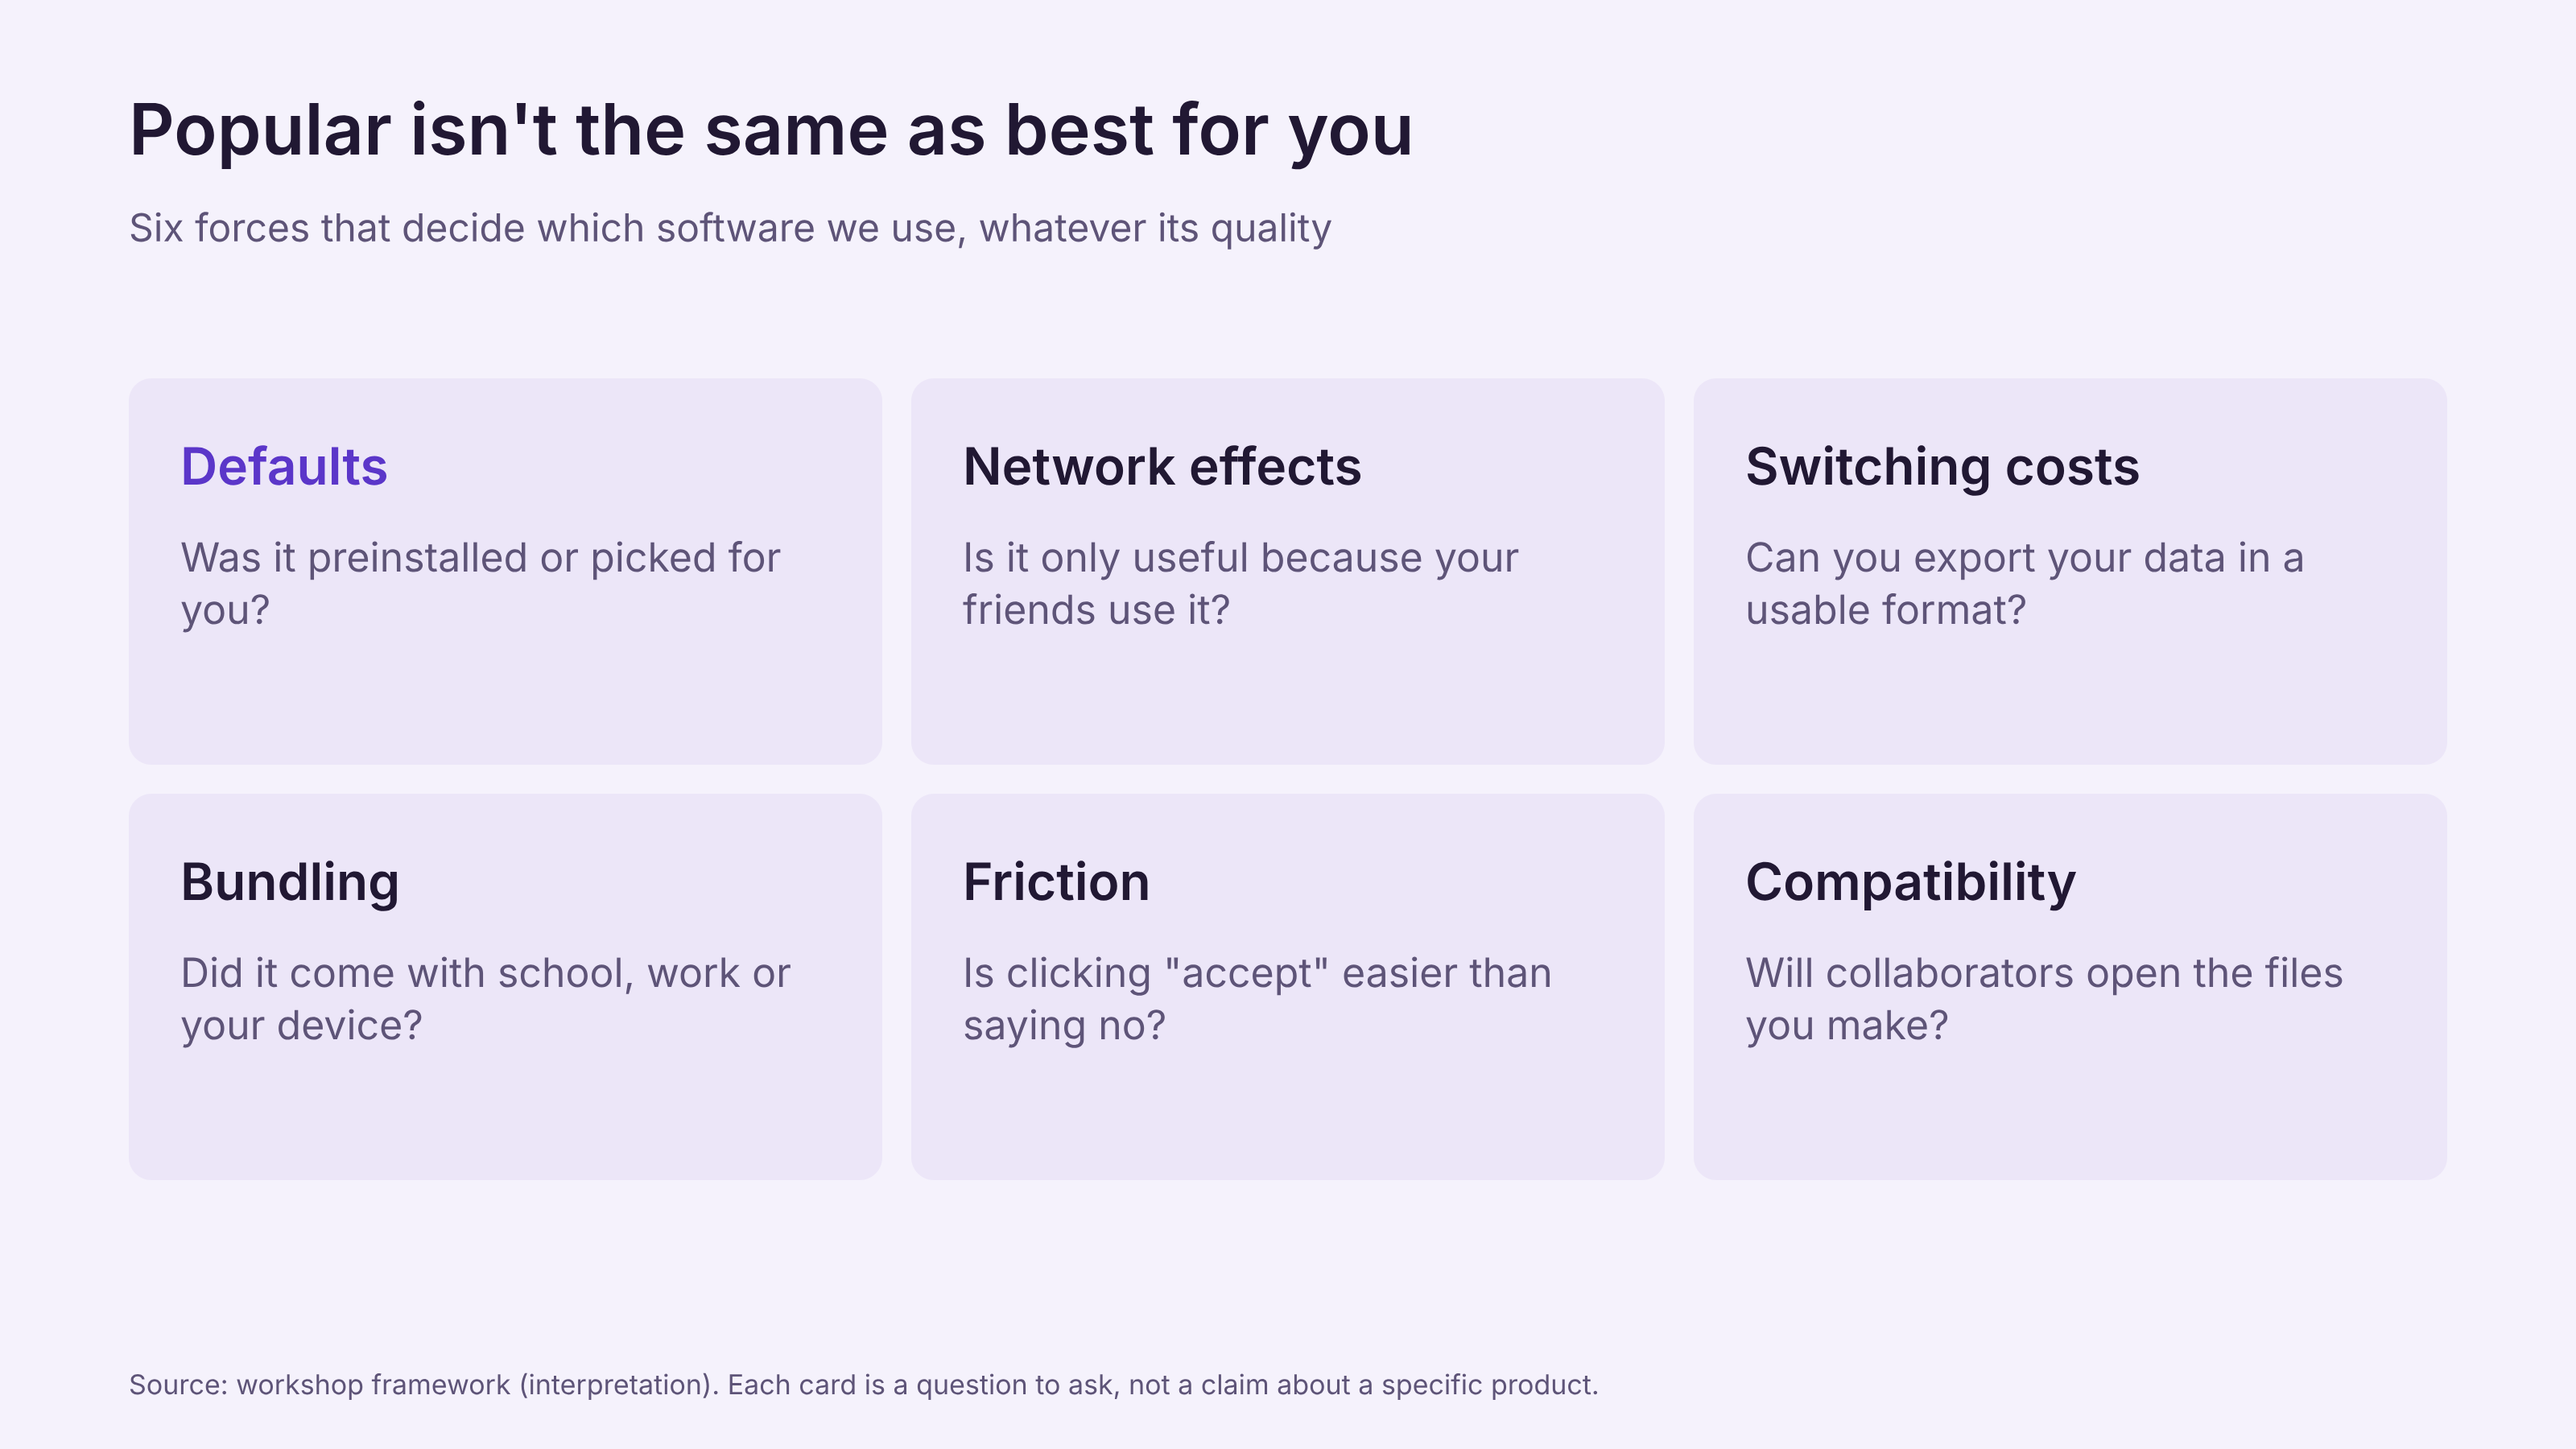 Popular isn't the same as best for you
Six forces that decide which software we use, whatever its quality
Defaults
Was it preinstalled or picked for
you?
Network effects
Is it only useful because your
friends use it?
Switching costs
Can you export your data in a
usable format?
Bundling
Did it come with school, work or
your device?
Friction
Is clicking "accept" easier than
saying no?
Compatibility
Will collaborators open the files
you make?
Source: workshop framework (interpretation). Each card is a question to ask, not a claim about a specific product.